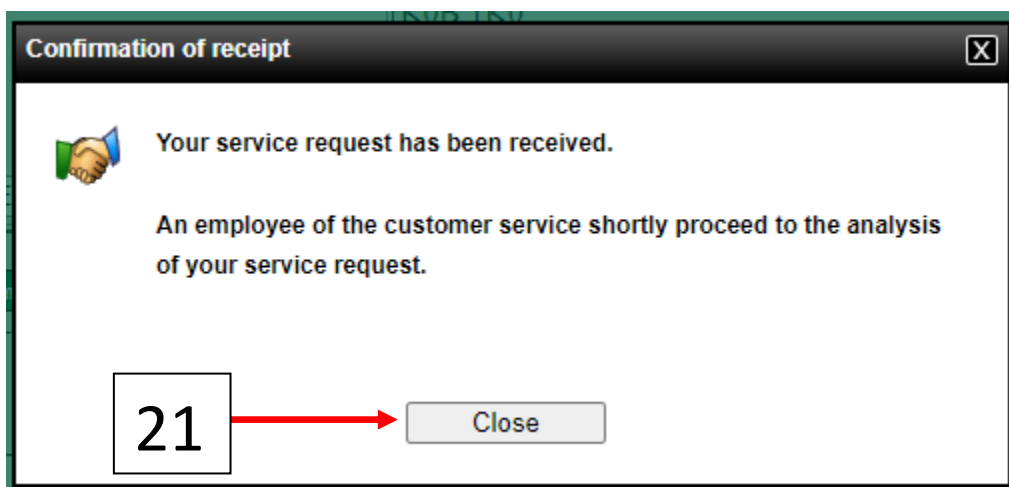 Confirmation of receipt X
Your service request has been received.
An employee of the customer service shortly proceed to the analysis
of your service request.
21 Close